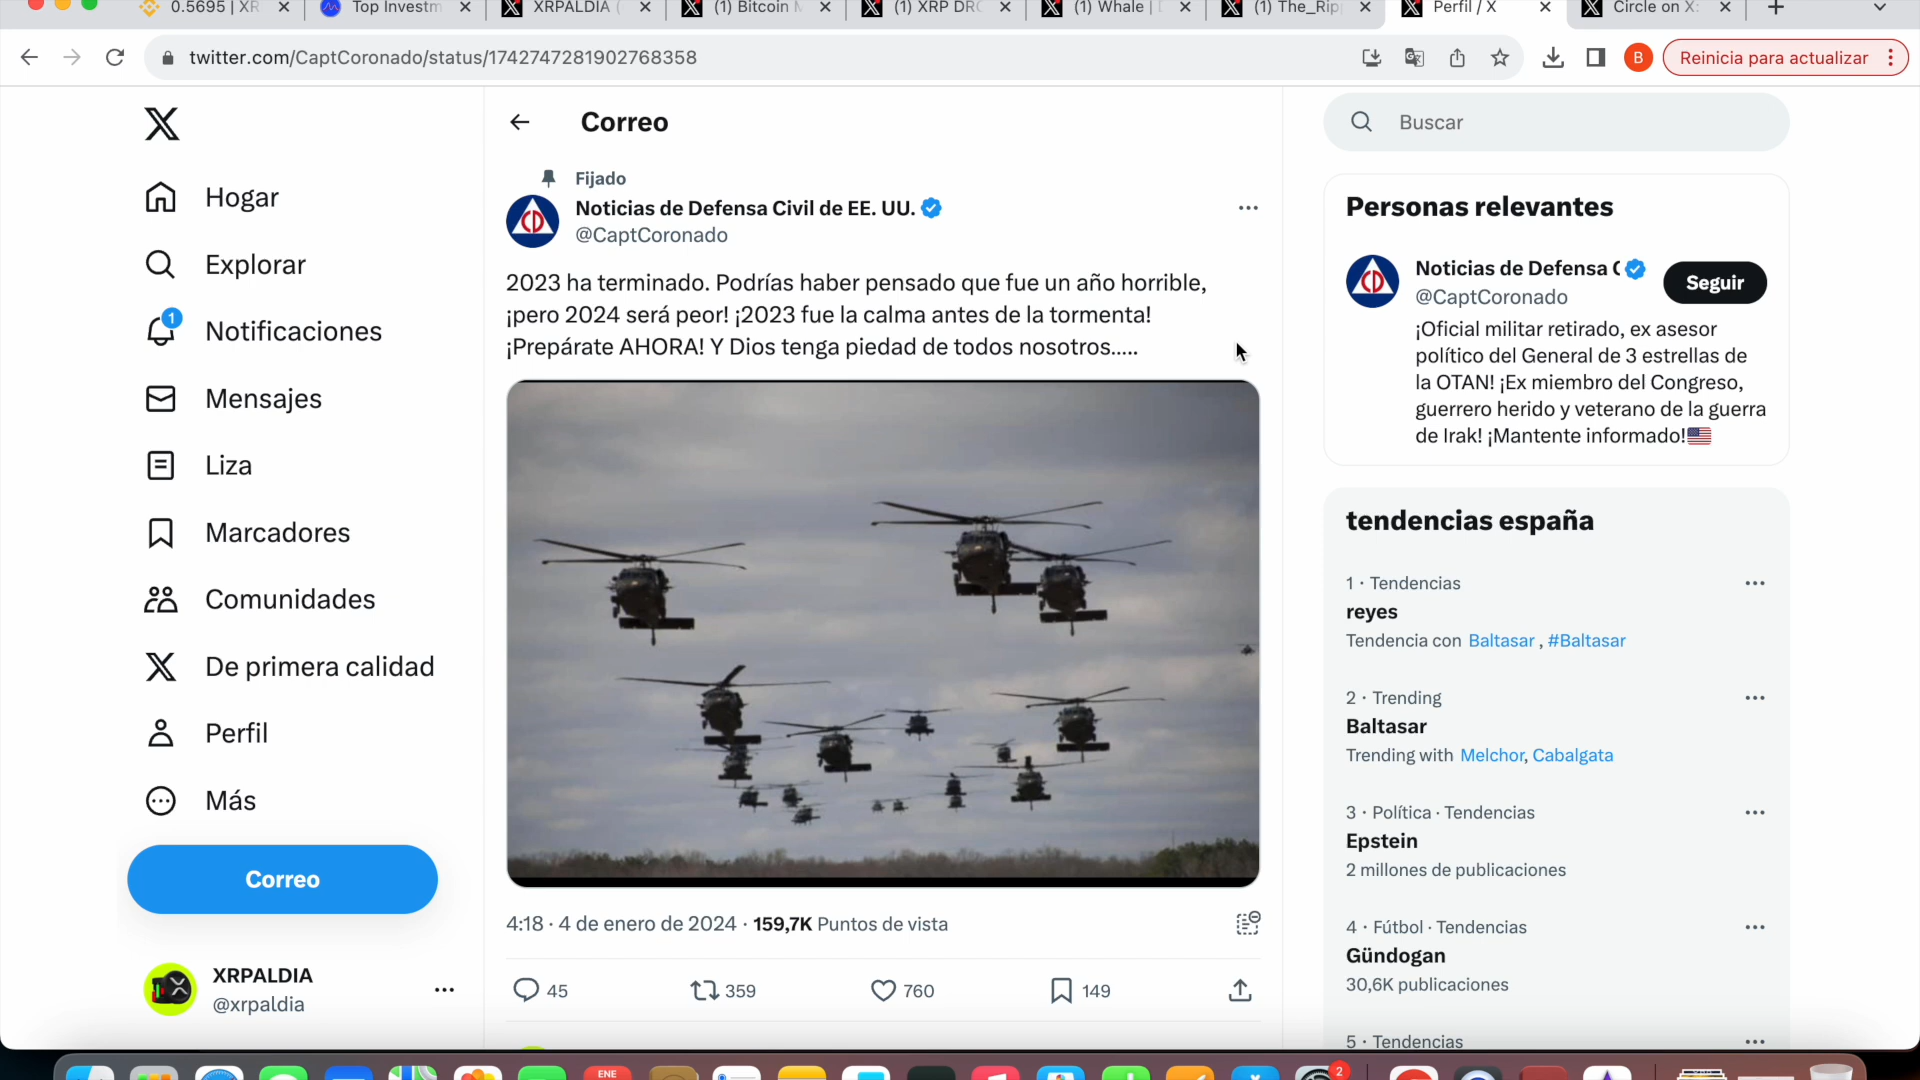 0.5695 | XR
Top Investm
XRPALDIA (
(1) Bitcoin M
(1) XRP DRO
(1) Whale |
(1) The_Rip
Perfil / X
Circle on X:
twitter.com/CaptCoronado/status/1742747281902768358
B
Reinicia para actualizar
Hogar
Explorar
1
Notificaciones
Mensajes
Liza
Marcadores
Comunidades
De primera calidad
Perfil
Más
Correo
XRPALDIA
@xrpaldia
Correo
Fijado
Noticias de Defensa Civil de EE. UU.
@CaptCoronado
2023 ha terminado. Podrías haber pensado que fue un año horrible,
¡pero 2024 será peor! ¡2023 fue la calma antes de la tormenta!
¡Prepárate AHORA! Y Dios tenga piedad de todos nosotros.....
4:18 · 4 de enero de 2024 · 159,7K Puntos de vista
45
359
760
149
Buscar
Personas relevantes
Noticias de Defensa C
@CaptCoronado
Seguir
¡Oficial militar retirado, ex asesor
político del General de 3 estrellas de
la OTAN! ¡Ex miembro del Congreso,
guerrero herido y veterano de la guerra
de Irak! ¡Mantente informado!
tendencias españa
1 · Tendencias
reyes
Tendencia con Baltasar , #Baltasar
2 · Trending
Baltasar
Trending with Melchor, Cabalgata
3 · Política · Tendencias
Epstein
2 millones de publicaciones
4 · Fútbol · Tendencias
Gündogan
30,6K publicaciones
5 · Tendencias
ENE
2